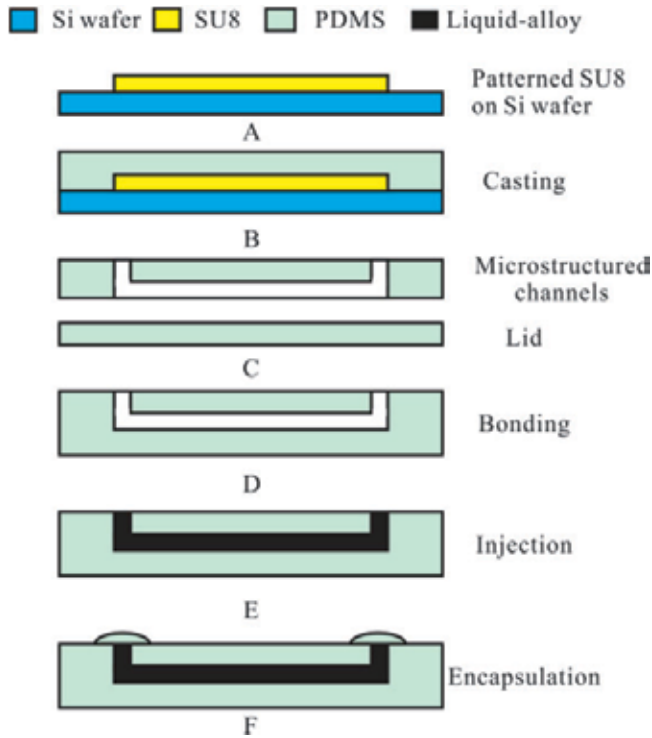 Si wafer SU8 PDMS Liquid-alloy
Patterned SU8
on Si wafer
A
Casting
B
Microstructured
channels
Lid
C
Bonding
D
Injection
E
Encapsulation
F